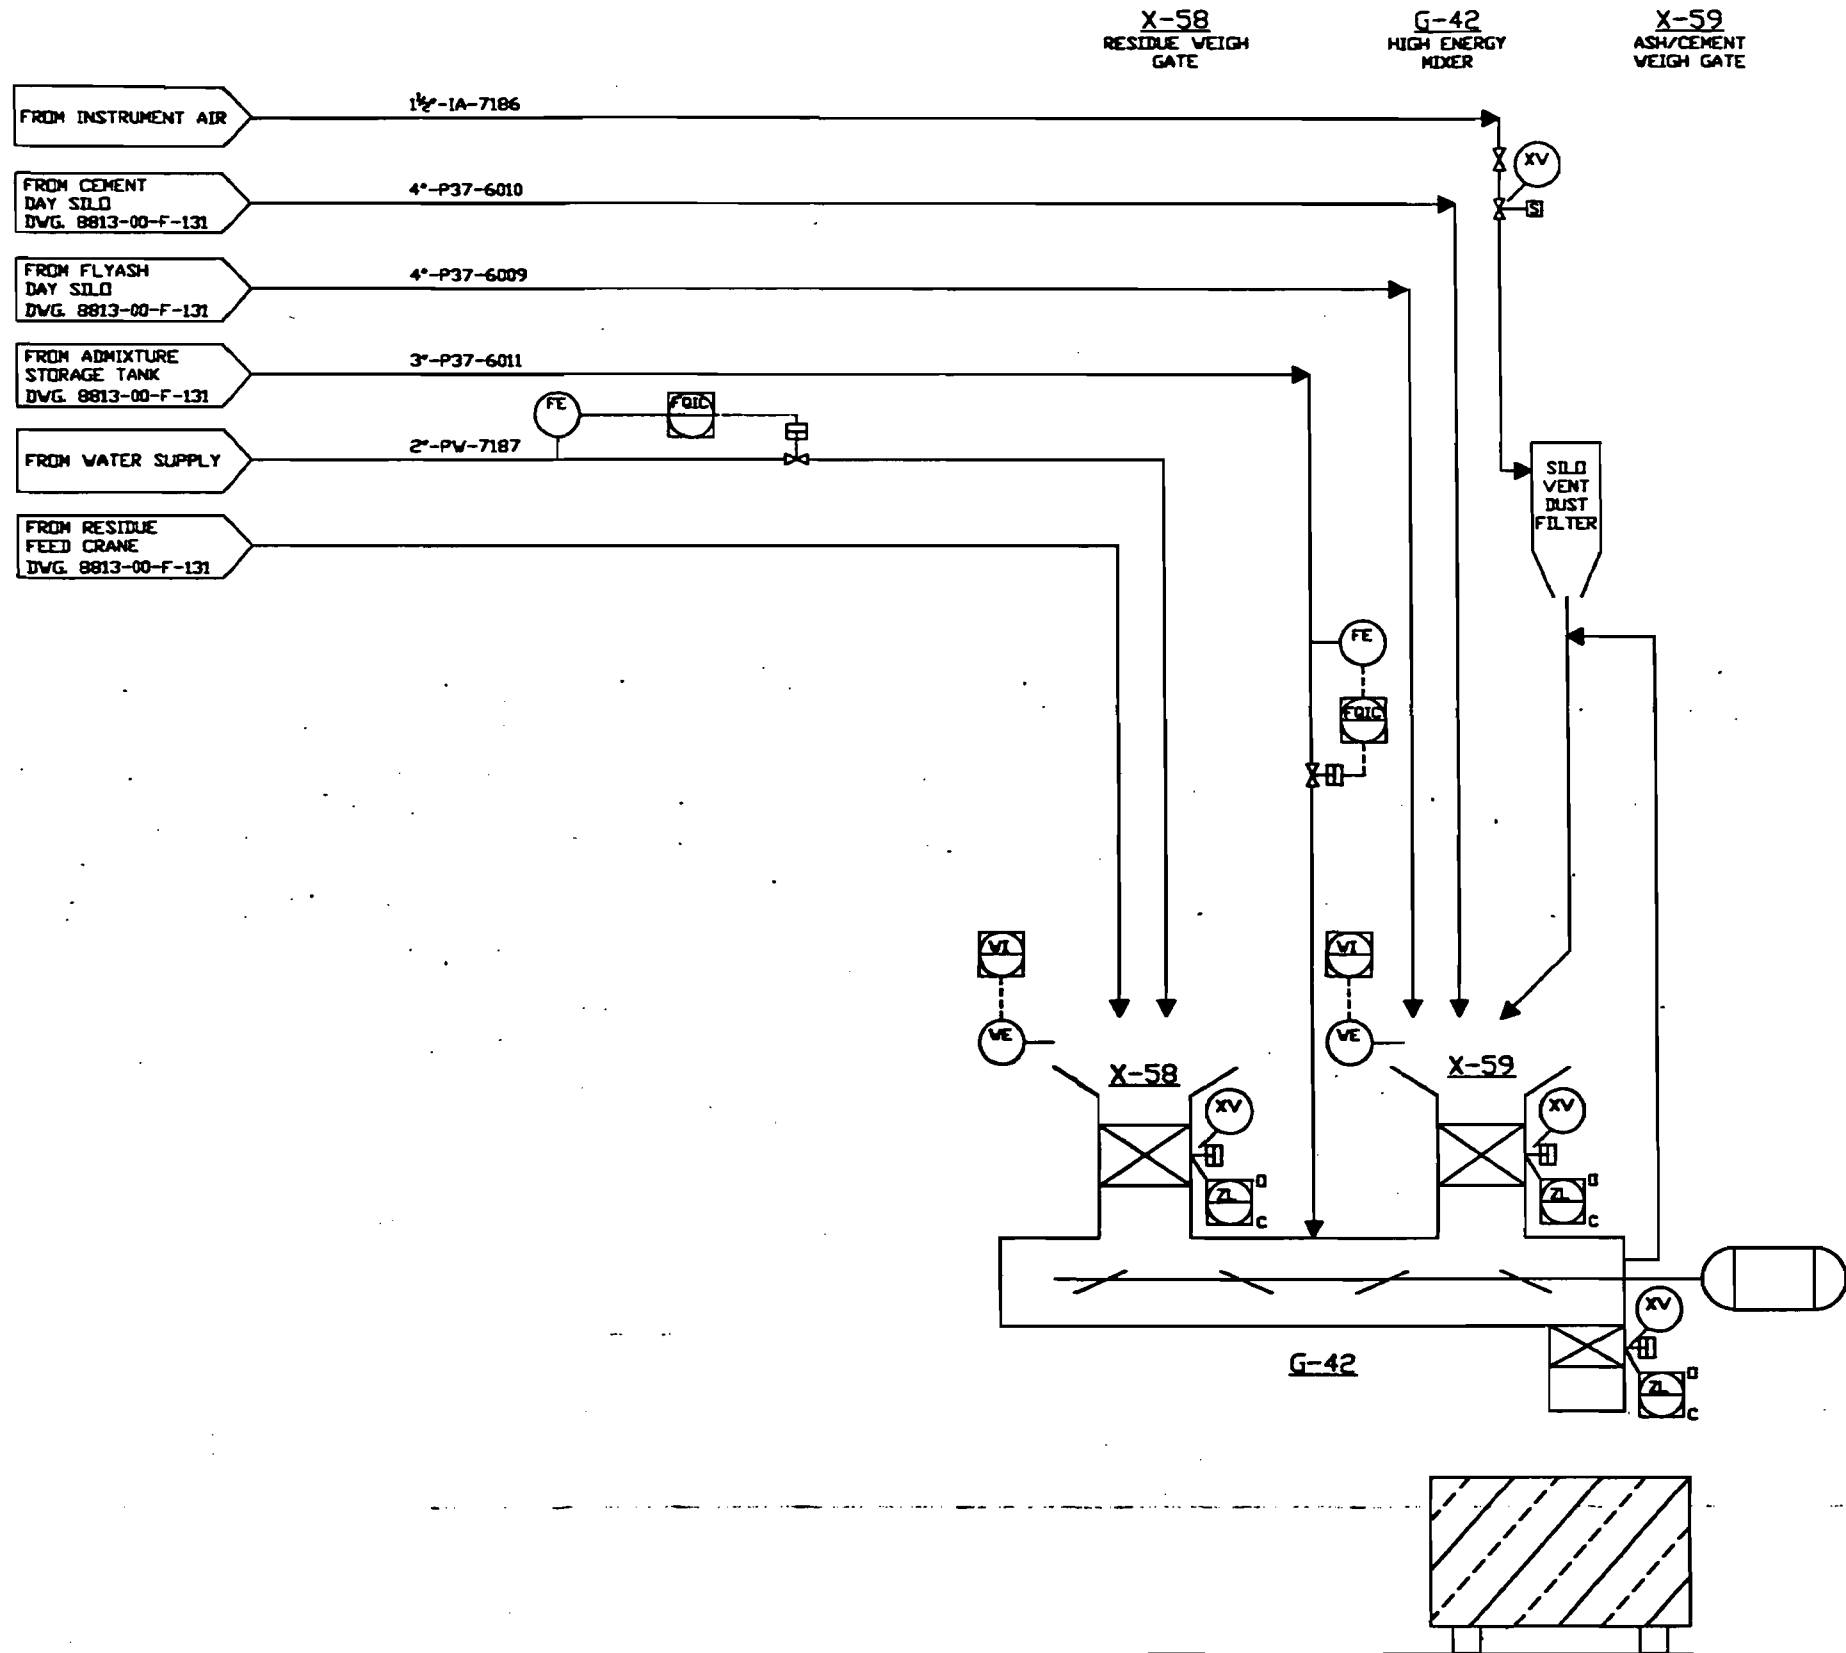 X-58
RESIDUE WEIGH
GATE
G-42
HIGH ENERGY
MIXER
X-59
ASH/CEMENT
WEIGH GATE
FROM INSTRUMENT AIR
1½"-IA-7186
XV
S
FROM CEMENT
DAY SILO
DWG. 8813-00-F-131
4"-P37-6010
FROM FLYASH
DAY SILO
DWG. 8813-00-F-131
4"-P37-6009
FROM ADMIXTURE
STORAGE TANK
DWG. 8813-00-F-131
3"-P37-6011
FE
FQIC
FROM WATER SUPPLY
2"-PW-7187
SILO
VENT
DUST
FILTER
FROM RESIDUE
FEED CRANE
DWG. 8813-00-F-131
FE
FQIC
WI
WI
WE
WE
X-58
X-59
XV
XV
ZL
O
C
ZL
O
C
XV
G-42
ZL
O
C